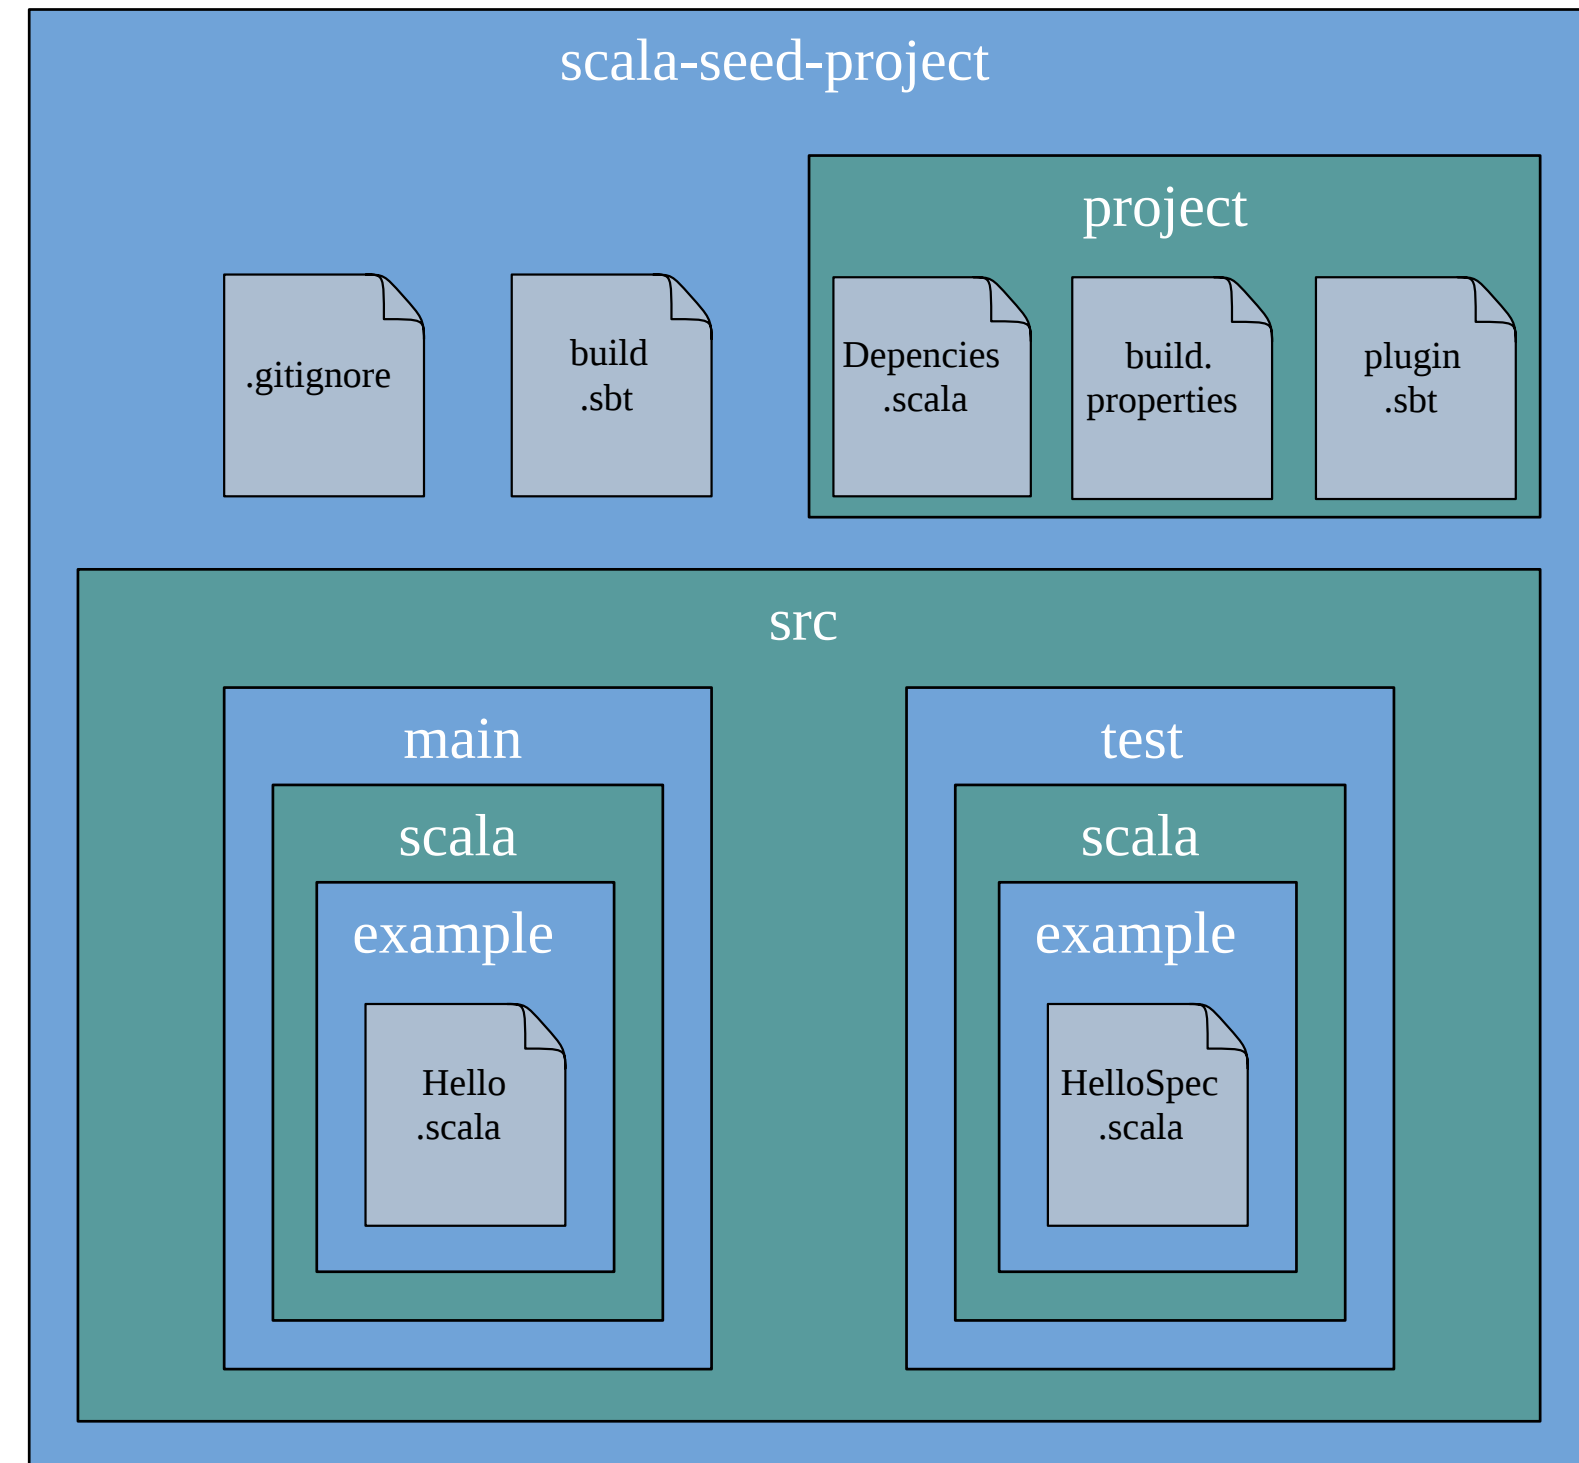 scala-seed-project
project
.gitignore
build
.sbt
Depencies
.scala
build.
properties
plugin
.sbt
src
main
scala
example
Hello
.scala
test
scala
example
HelloSpec
.scala